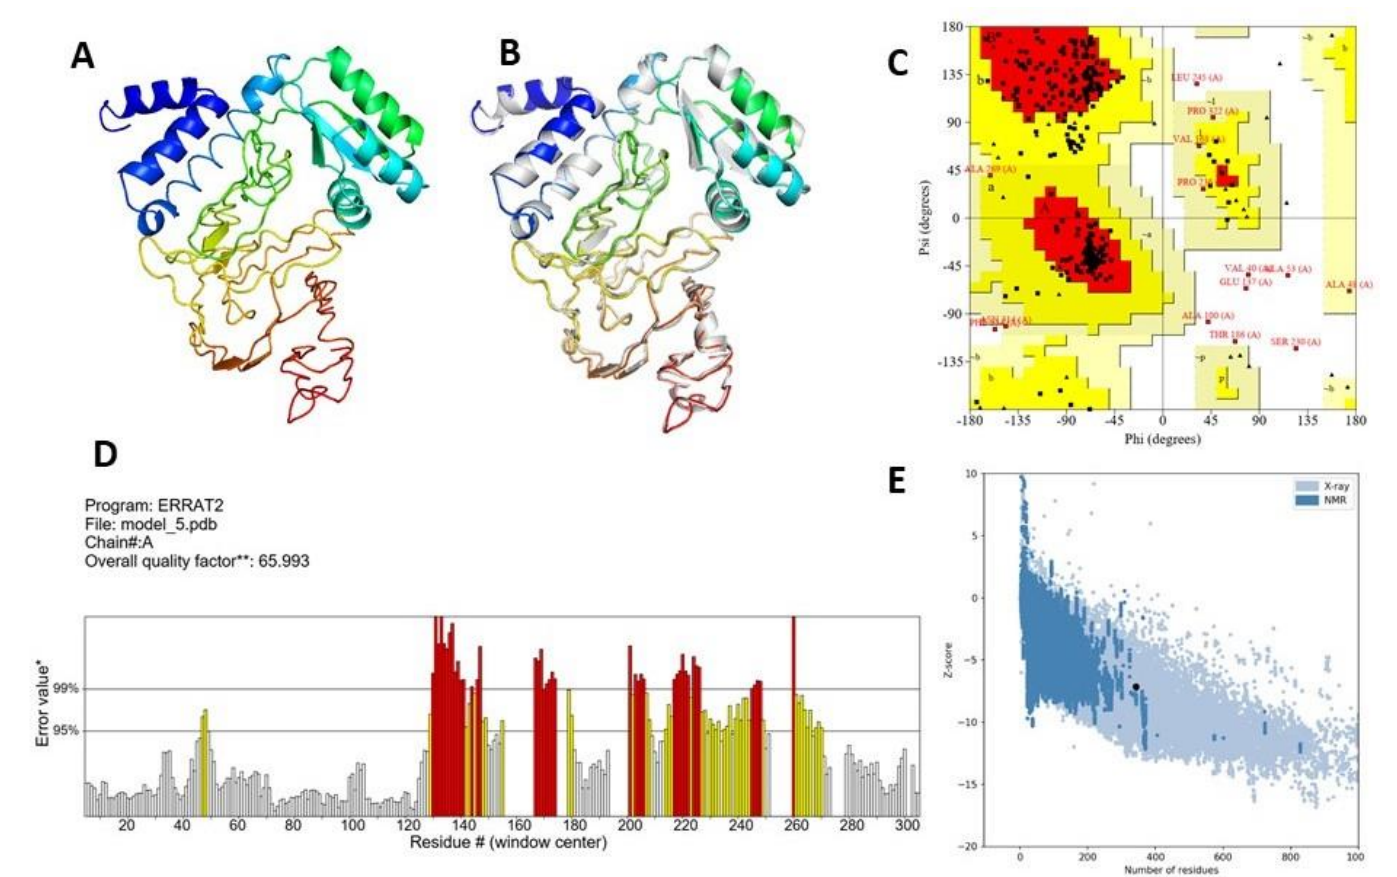 A
B
C
180
135
90
45
0
-45
-90
-135
-180
-135
-90
-45
0
45
90
135
180
Psi (degrees)
Phi (degrees)
B
b
a
A
~b
b
~b
~l
~a
~p
p
~b
b
~b
LEU 245 (A)
PRO 322 (A)
ALA 289 (A)
VAL 40 (A)
GLU 137 (A)
ALA 100 (A)
THR 186 (A)
SER 230 (A)
D
Program: ERRAT2
File: model_5.pdb
Chain#:A
Overall quality factor**: 65.993
Error value*
99%
95%
20 40 60 80 100 120 140 160 180 200 220 240 260 280 300
Residue # (window center)
E
X-ray
NMR
Z-score
10
5
0
−5
−10
−15
−20
0 200 400 600 800 100
Number of residues